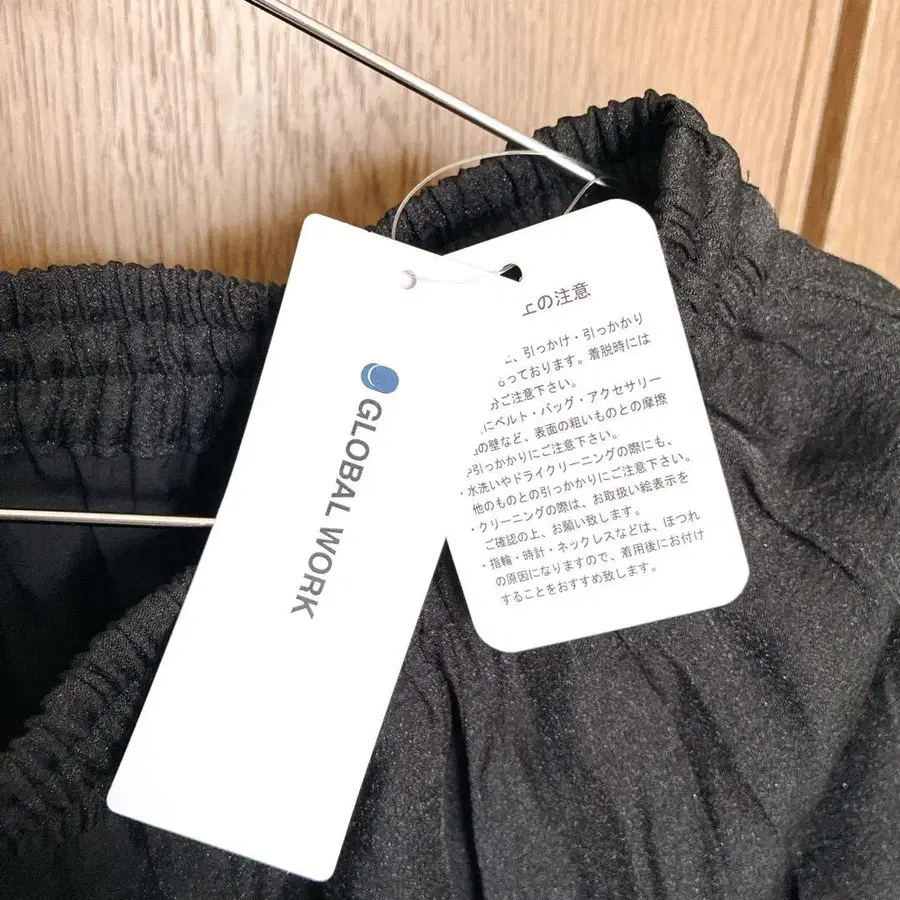 GLOBAL WORK
上の注意
、引っかけ・引っかかり
っております。着脱時には
ご注意下さい。
にベルト・バッグ・アクセサリー
の壁など、表面の粗いものとの摩擦
引っかかりにご注意下さい。
・水洗いやドライクリーニングの際にも、
他のものとの引っかかりにご注意下さい。
・クリーニングの際は、お取扱い絵表示を
ご確認の上、お願い致します。
・指輪・時計・ネックレスなどは、ほつれ
の原因になりますので、着用後にお付け
することをおすすめ致します。